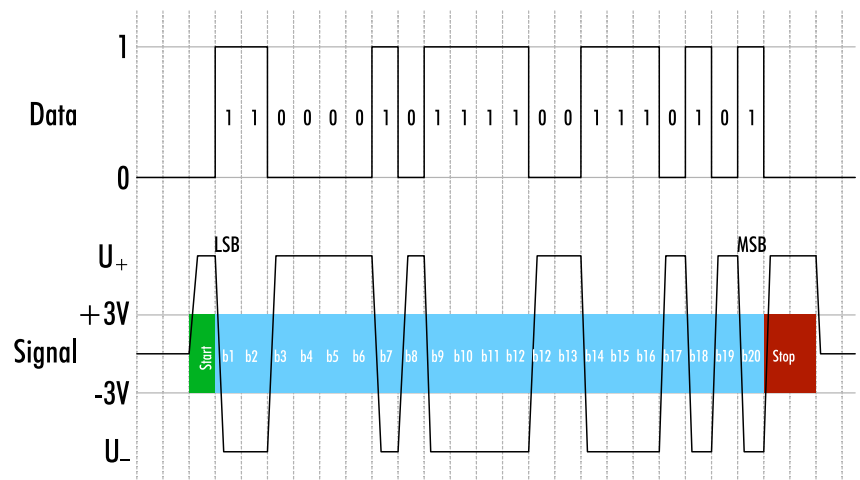 1
Data
1 1 0 0 0 0 1 0 1 1 1 1 0 0 1 1 1 0 1 0 1
0
LSB
MSB
U+
+3V
Signal
Start b1 b2 b3 b4 b5 b6 b7 b8 b9 b10 b11 b12 b12 b13 b14 b15 b16 b17 b18 b19 b20 Stop
-3V
U–